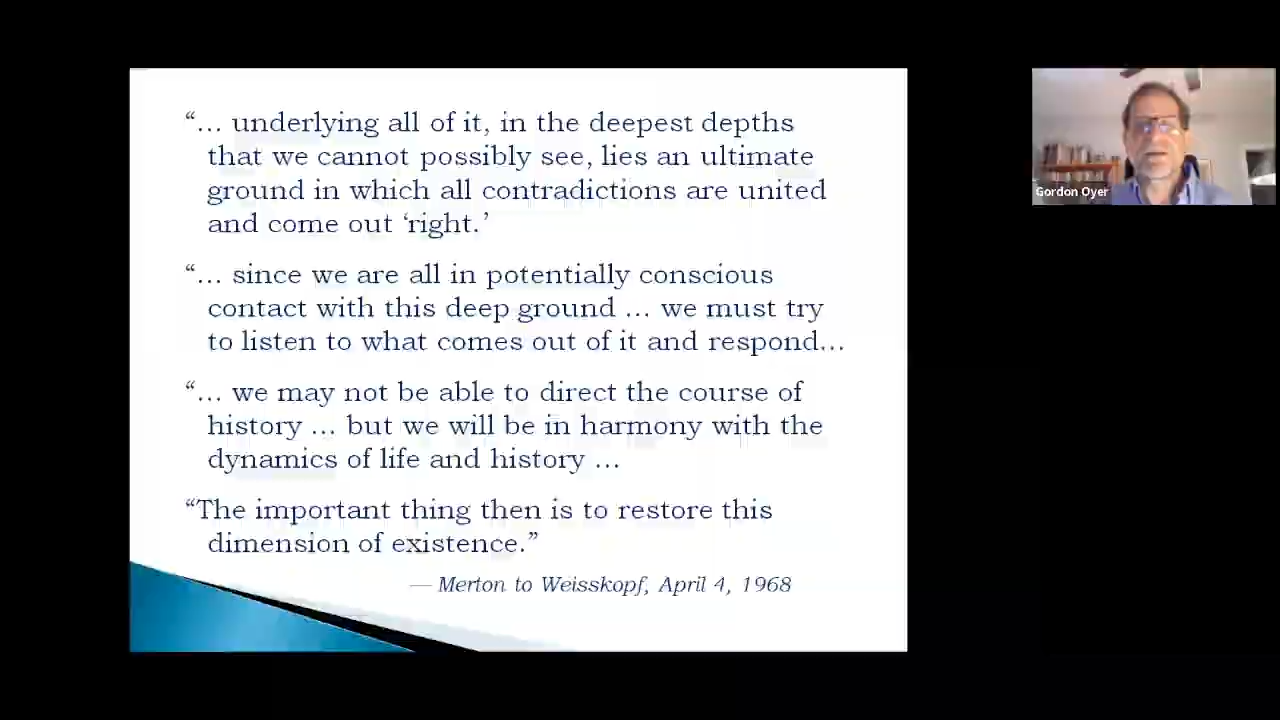 “… underlying all of it, in the deepest depths
that we cannot possibly see, lies an ultimate
ground in which all contradictions are united
and come out ‘right.’
“… since we are all in potentially conscious
contact with this deep ground … we must try
to listen to what comes out of it and respond…
“… we may not be able to direct the course of
history … but we will be in harmony with the
dynamics of life and history …
“The important thing then is to restore this
dimension of existence.”
— Merton to Weisskopf, April 4, 1968
Gordon Oyer